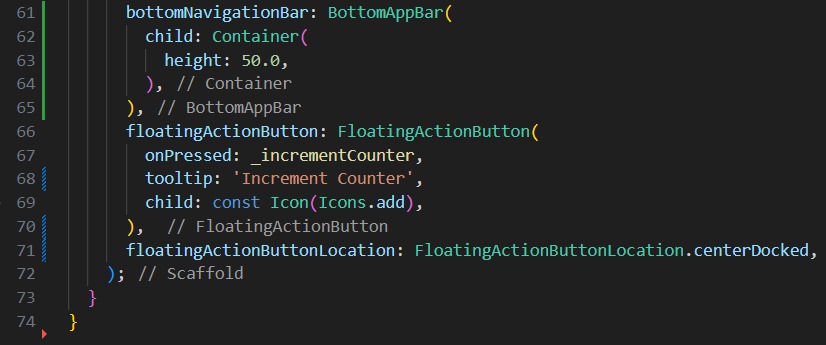 61 bottomNavigationBar: BottomAppBar(
62 child: Container(
63 height: 50.0,
64 ), // Container
65 ), // BottomAppBar
66 floatingActionButton: FloatingActionButton(
67 onPressed: _incrementCounter,
68 tooltip: 'Increment Counter',
69 child: const Icon(Icons.add),
70 ), // FloatingActionButton
71 floatingActionButtonLocation: FloatingActionButtonLocation.centerDocked,
72 ); // Scaffold
73 }
74 }